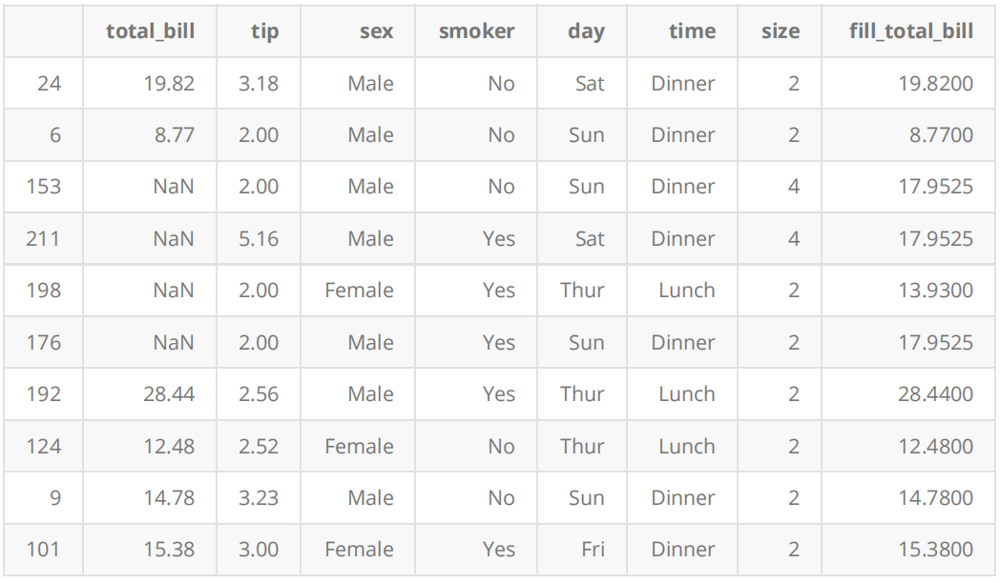 total_bill tip sex smoker day time size fill_total_bill
24 19.82 3.18 Male No Sat Dinner 2 19.8200
6 8.77 2.00 Male No Sun Dinner 2 8.7700
153 NaN 2.00 Male No Sun Dinner 4 17.9525
211 NaN 5.16 Male Yes Sat Dinner 4 17.9525
198 NaN 2.00 Female Yes Thur Lunch 2 13.9300
176 NaN 2.00 Male Yes Sun Dinner 2 17.9525
192 28.44 2.56 Male Yes Thur Lunch 2 28.4400
124 12.48 2.52 Female No Thur Lunch 2 12.4800
9 14.78 3.23 Male No Sun Dinner 2 14.7800
101 15.38 3.00 Female Yes Fri Dinner 2 15.3800